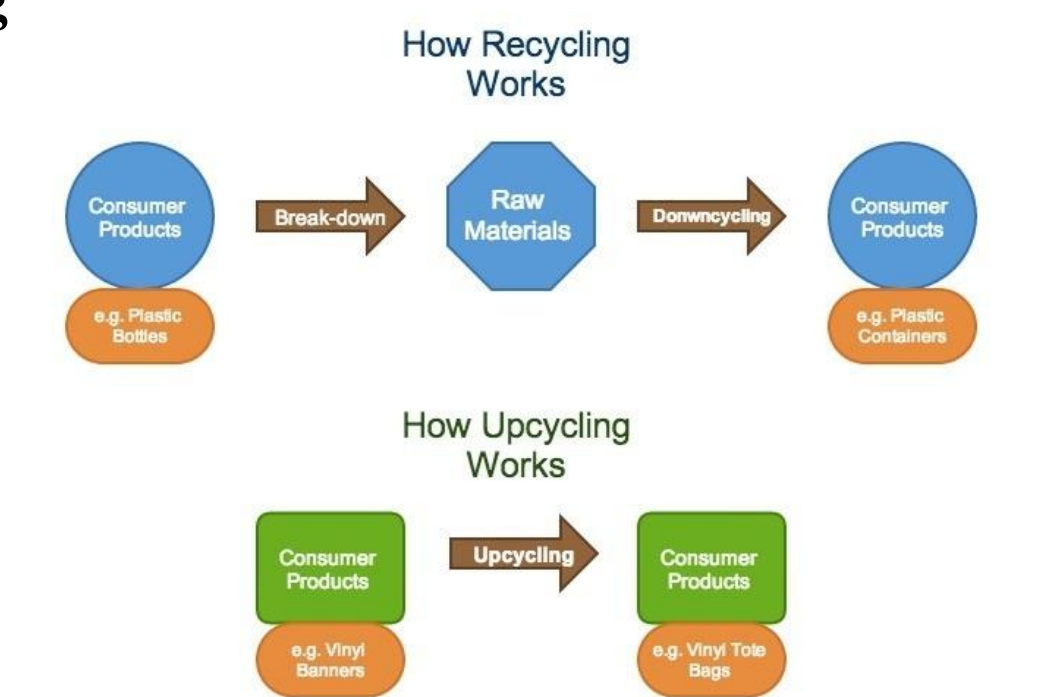 g
How Recycling
Works
Consumer
Products
Break-down
Raw
Materials
Donwncycling
Consumer
Products
e.g. Plastic
Bottles
e.g. Plastic
Containers
How Upcycling
Works
Consumer
Products
Upcycling
Consumer
Products
e.g. Vinyl
Banners
e.g. Vinyl Tote
Bags